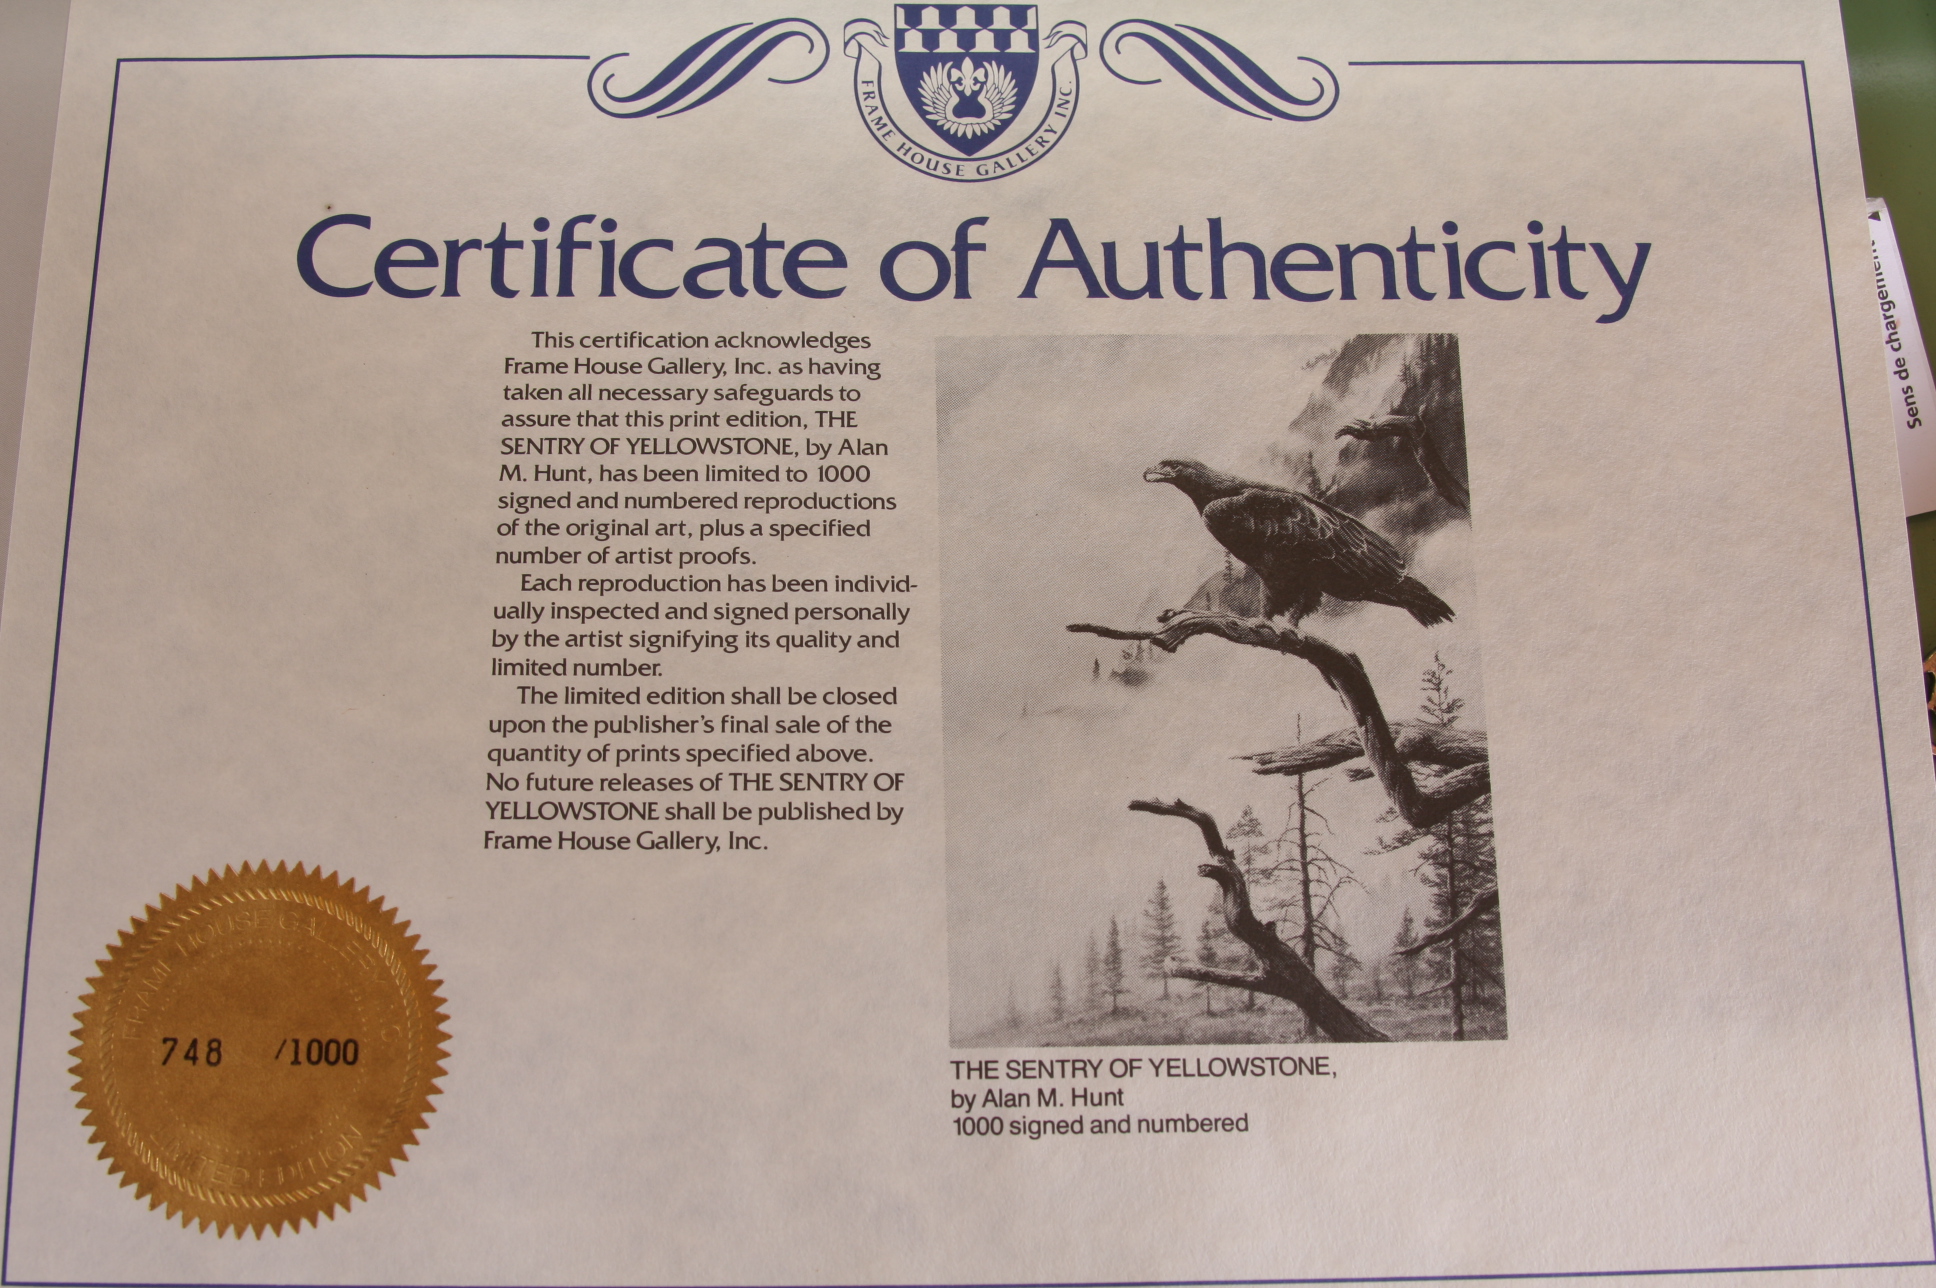 FRAME HOUSE GALLERY INC.
Certificate of Authenticity
This certification acknowledges
Frame House Gallery, Inc. as having
taken all necessary safeguards to
assure that this print edition, THE
SENTRY OF YELLOWSTONE, by Alan
M. Hunt, has been limited to 1000
signed and numbered reproductions
of the original art, plus a specified
number of artist proofs.
Each reproduction has been individ-
ually inspected and signed personally
by the artist signifying its quality and
limited number.
The limited edition shall be closed
upon the publisher's final sale of the
quantity of prints specified above.
No future releases of THE SENTRY OF
YELLOWSTONE shall be published by
Frame House Gallery, Inc.
THE SENTRY OF YELLOWSTONE,
by Alan M. Hunt
1000 signed and numbered
FRAME HOUSE GALLERY INC.
748 /1000
LIMITED EDITION
Sens de chargement